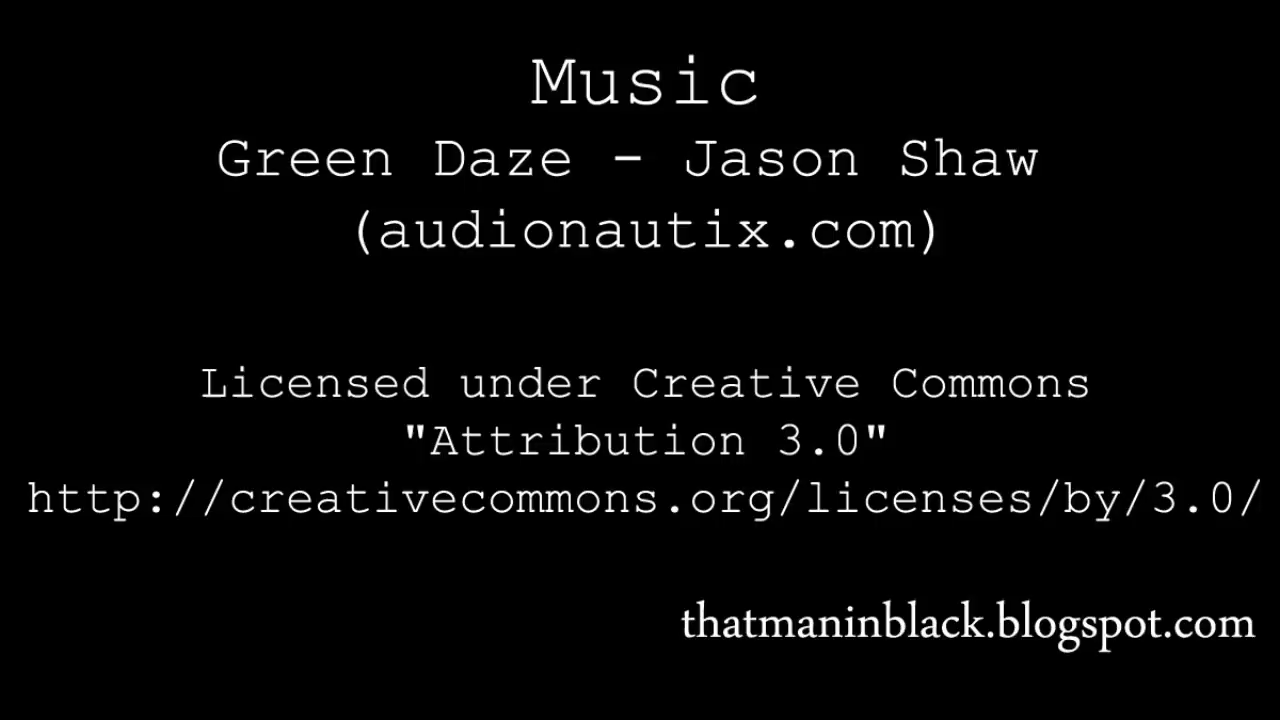 Music
Green Daze - Jason Shaw
(audionautix.com)
Licensed under Creative Commons
"Attribution 3.0"
http://creativecommons.org/licenses/by/3.0/
thatmaninblack.blogspot.com